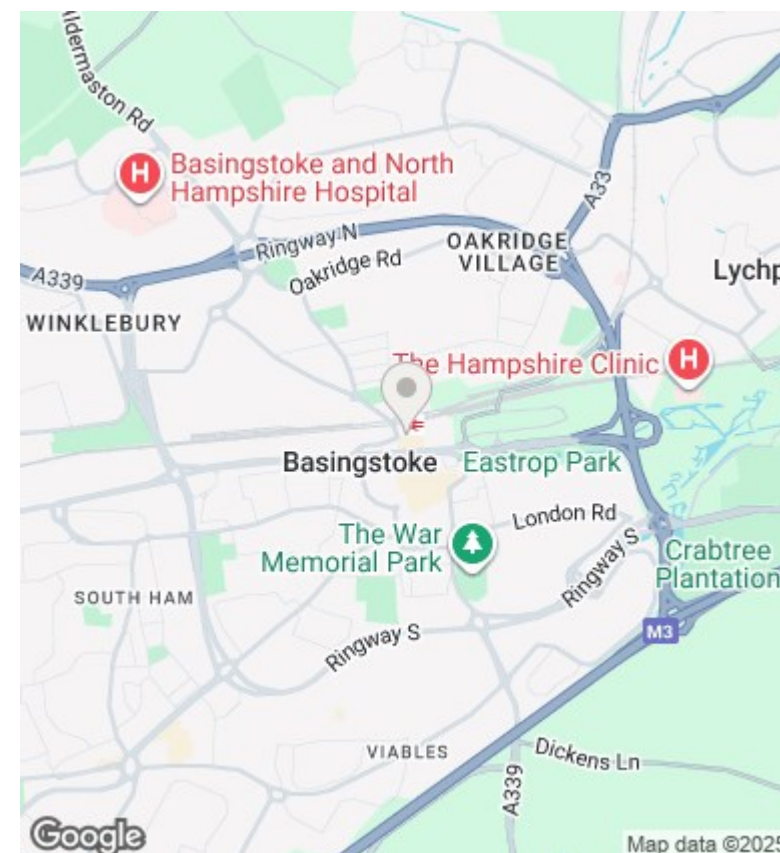 Aldermaston Rd
H
Basingstoke and North
Hampshire Hospital
A33
Ringway N
OAKRIDGE
VILLAGE
Oakridge Rd
Lychp
A339
WINKLEBURY
The Hampshire Clinic
H
Basingstoke
Eastrop Park
London Rd
The War
Memorial Park
Ringway S
Crabtree
Plantation
SOUTH HAM
M3
Ringway S
VIABLES
Dickens Ln
A339
Google
Map data ©2025